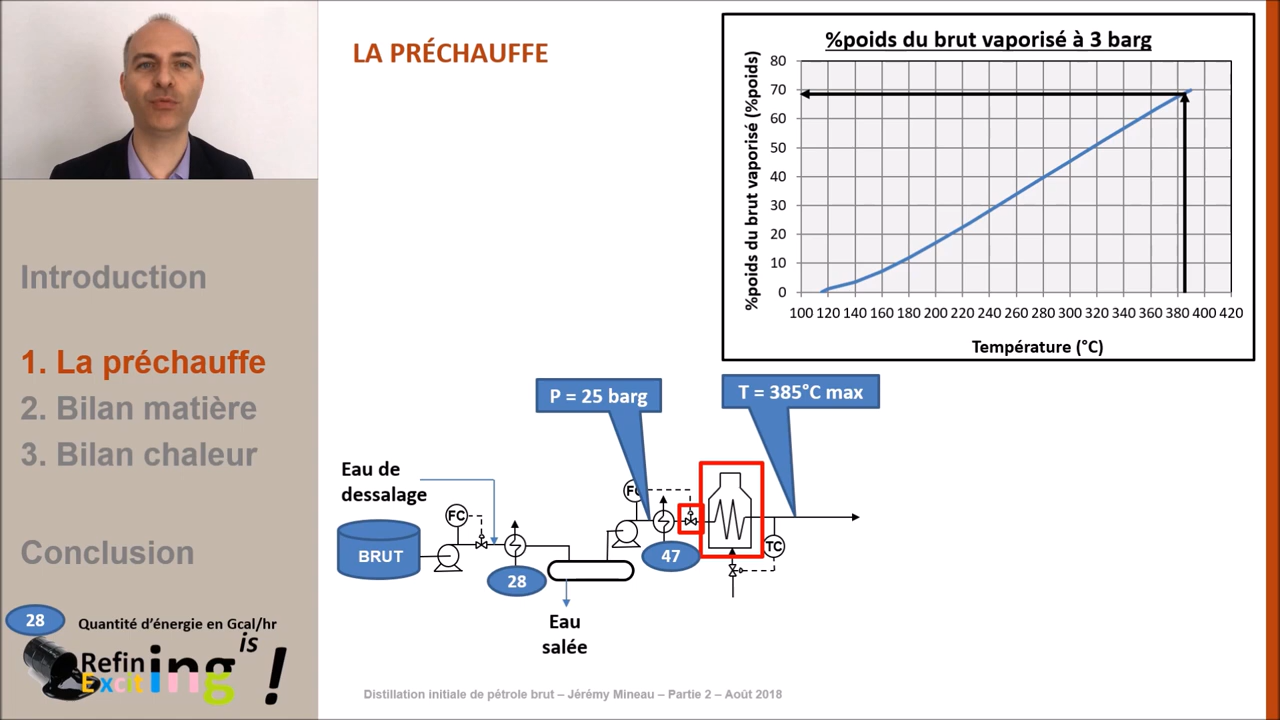 LA PRÉCHAUFFE
%poids du brut vaporisé à 3 barg
%poids du brut vaporisé (%poids)
80
70
60
50
40
30
20
10
0
100 120 140 160 180 200 220 240 260 280 300 320 340 360 380 400 420
Température (°C)
Introduction
1. La préchauffe
2. Bilan matière
3. Bilan chaleur
Conclusion
28
Quantité d'énergie en Gcal/hr
Refining is
Exciting !
P = 25 barg
T = 385°C max
Eau de
dessalage
FC
FC
BRUT
28
47
TC
Eau
salée
Distillation initiale de pétrole brut – Jérémy Mineau – Partie 2 – Août 2018